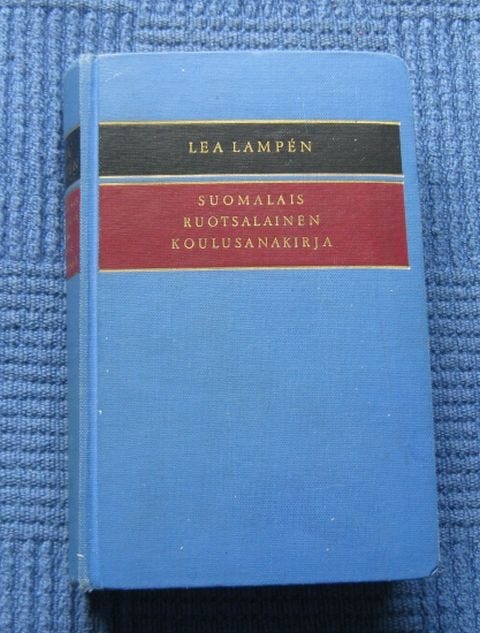 LEA LAMPÉN
SUOMALAIS
RUOTSALAINEN
KOULUSANAKIRJA